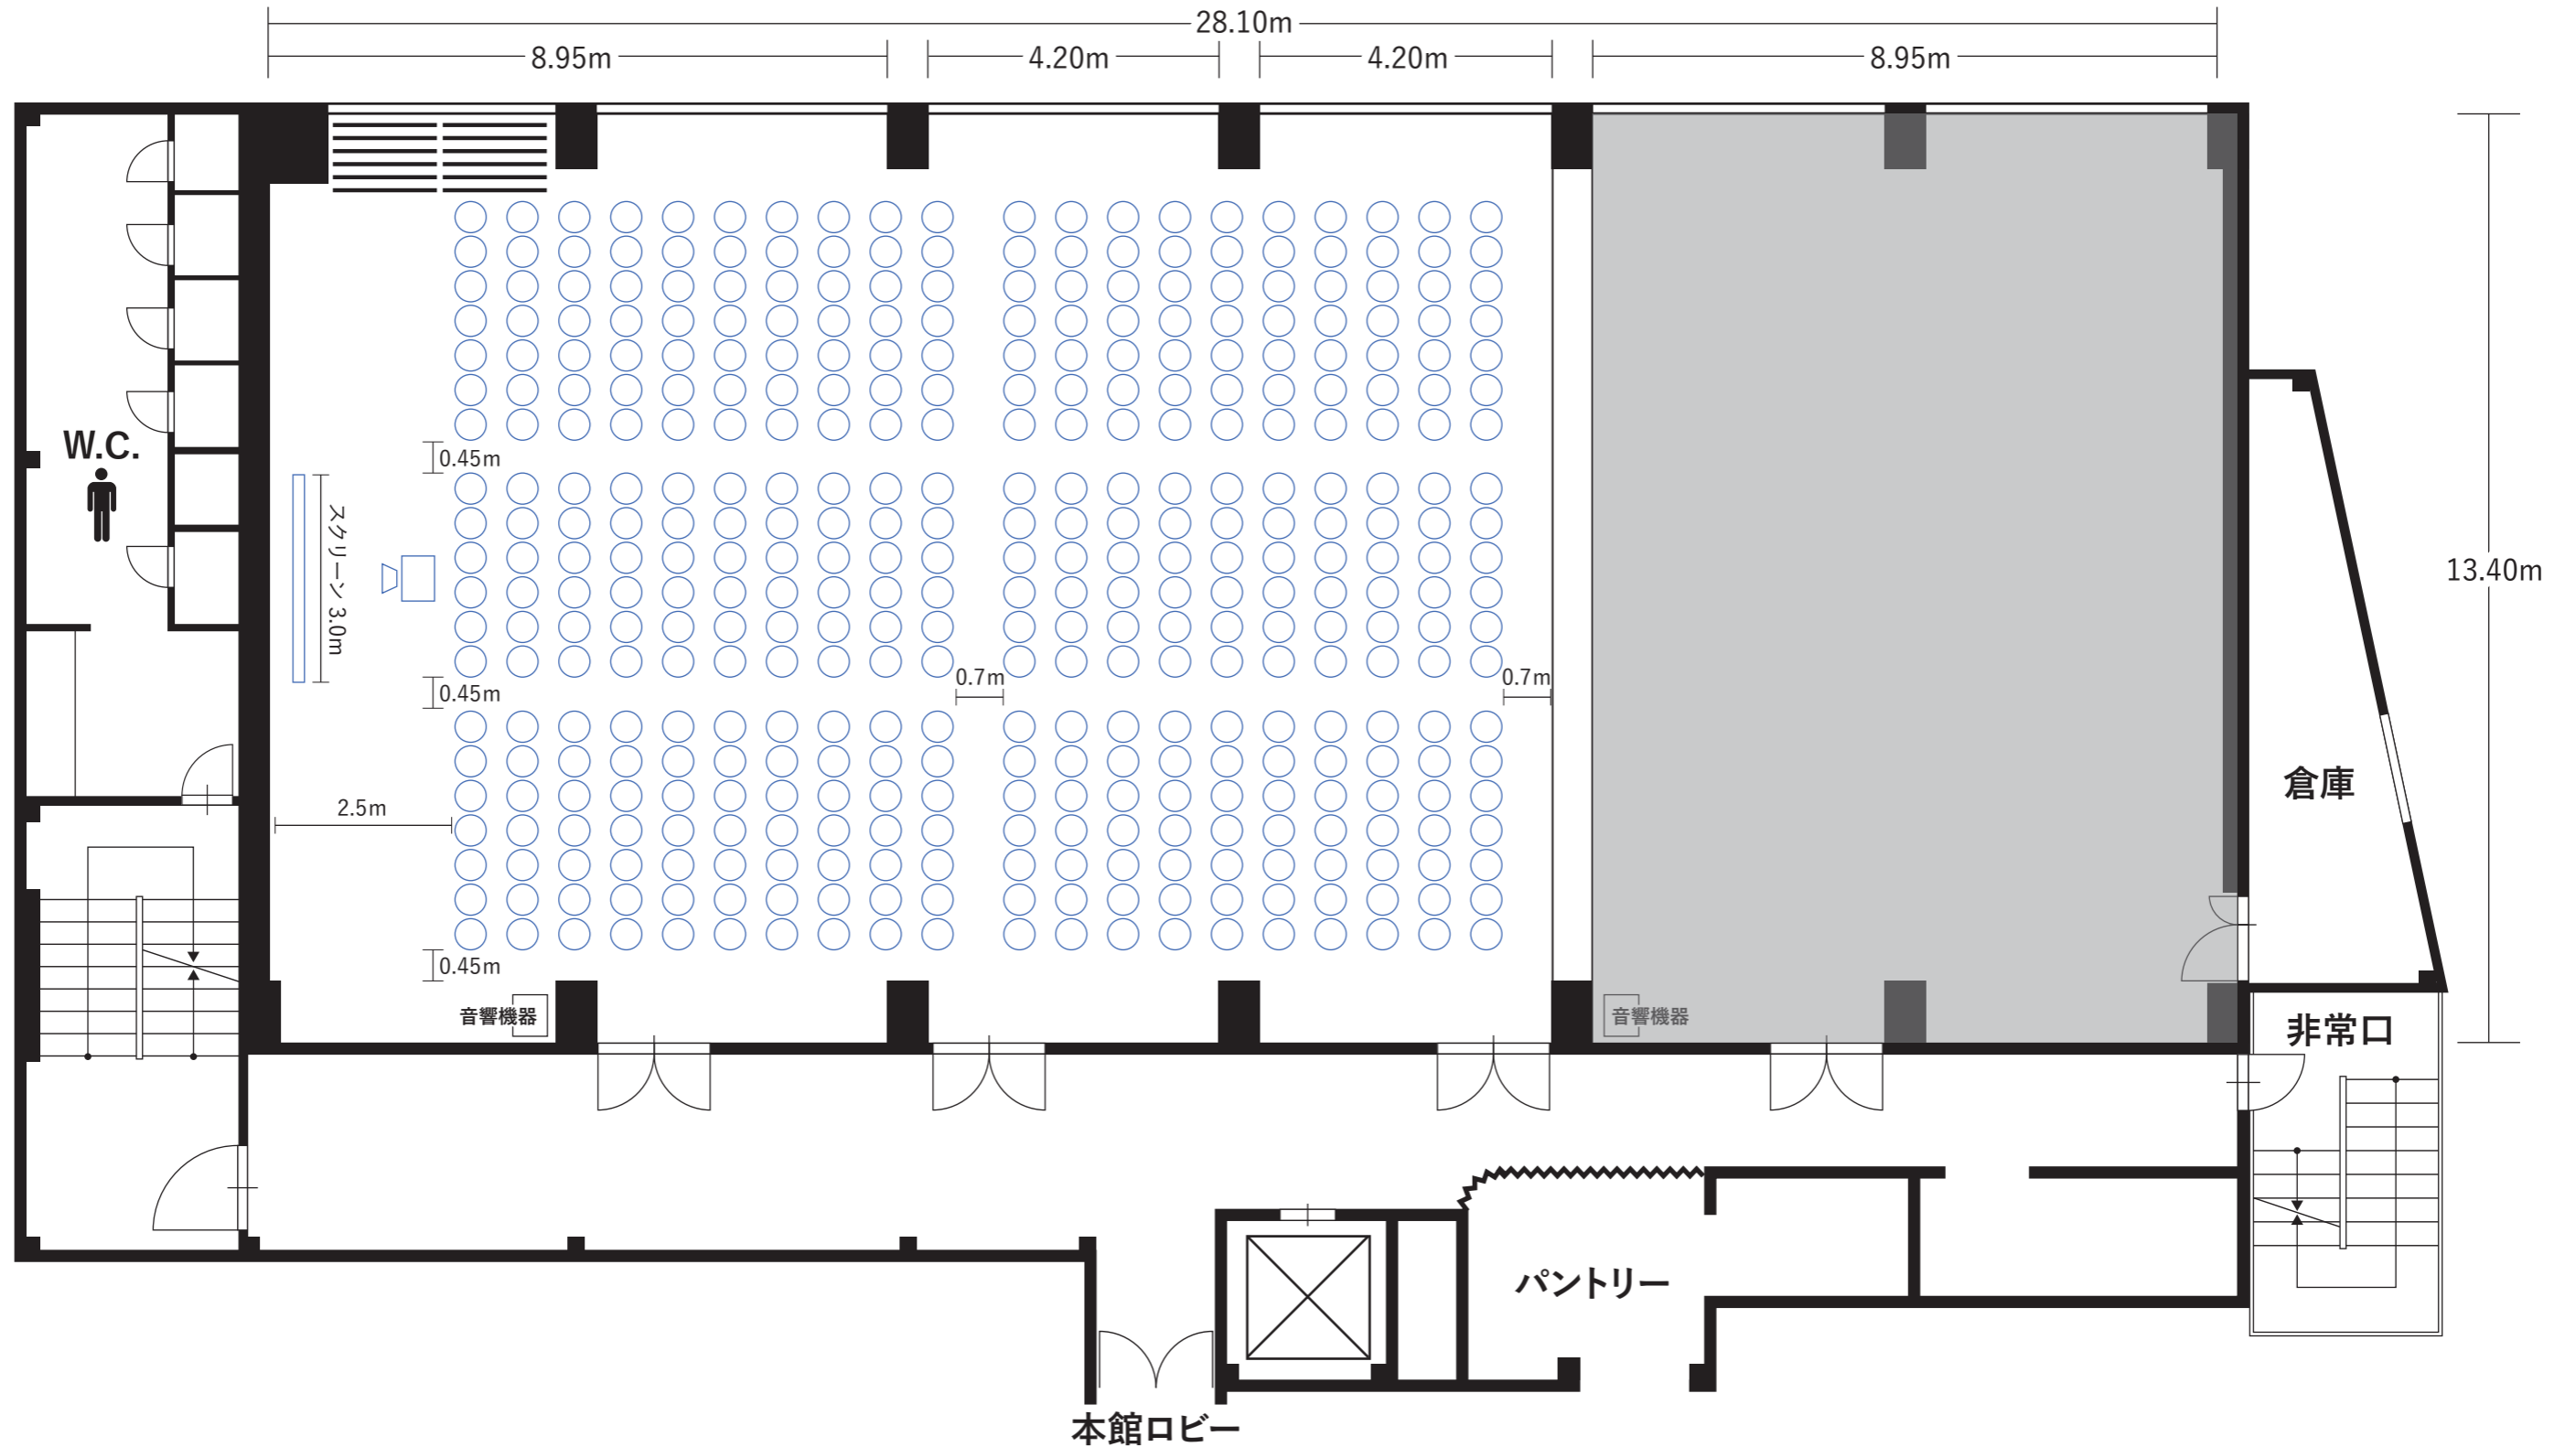 28.10m
8.95m
4.20m
4.20m
8.95m
W.C.
0.45m
スクリーン 3.0m
13.40m
0.7m
0.7m
0.45m
倉庫
2.5m
0.45m
音響機器
音響機器
非常口
パントリー
本館ロビー